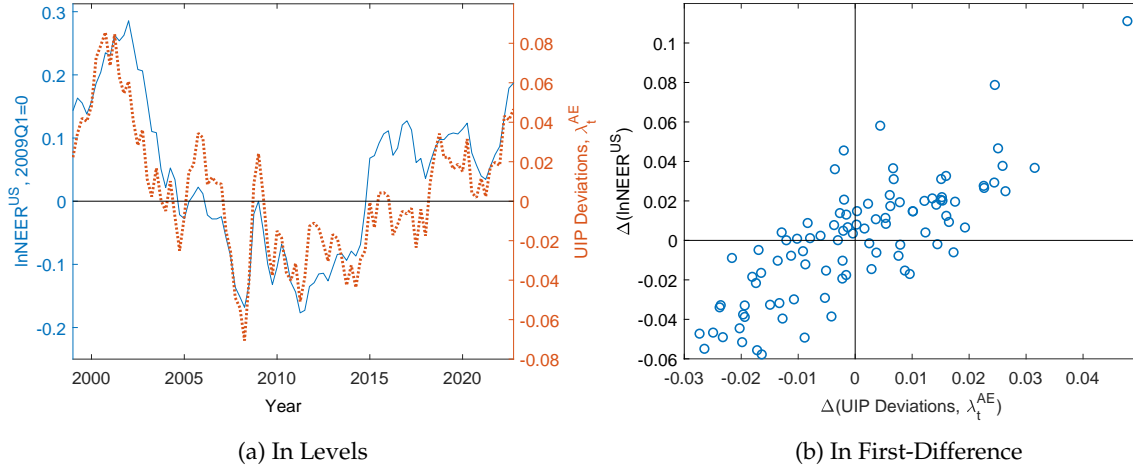 0.3
0.2
0.1
0
-0.1
-0.2
lnNEER^US, 2009Q1=0
0.08
0.06
0.04
0.02
0
-0.02
-0.04
-0.06
-0.08
UIP Deviations, λ_t^AE
2000 2005 2010 2015 2020
Year
(a) In Levels
0.1
0.08
0.06
0.04
0.02
0
-0.02
-0.04
-0.06
Δ(lnNEER^US)
-0.03 -0.02 -0.01 0 0.01 0.02 0.03 0.04
Δ(UIP Deviations, λ_t^AE)
(b) In First-Difference